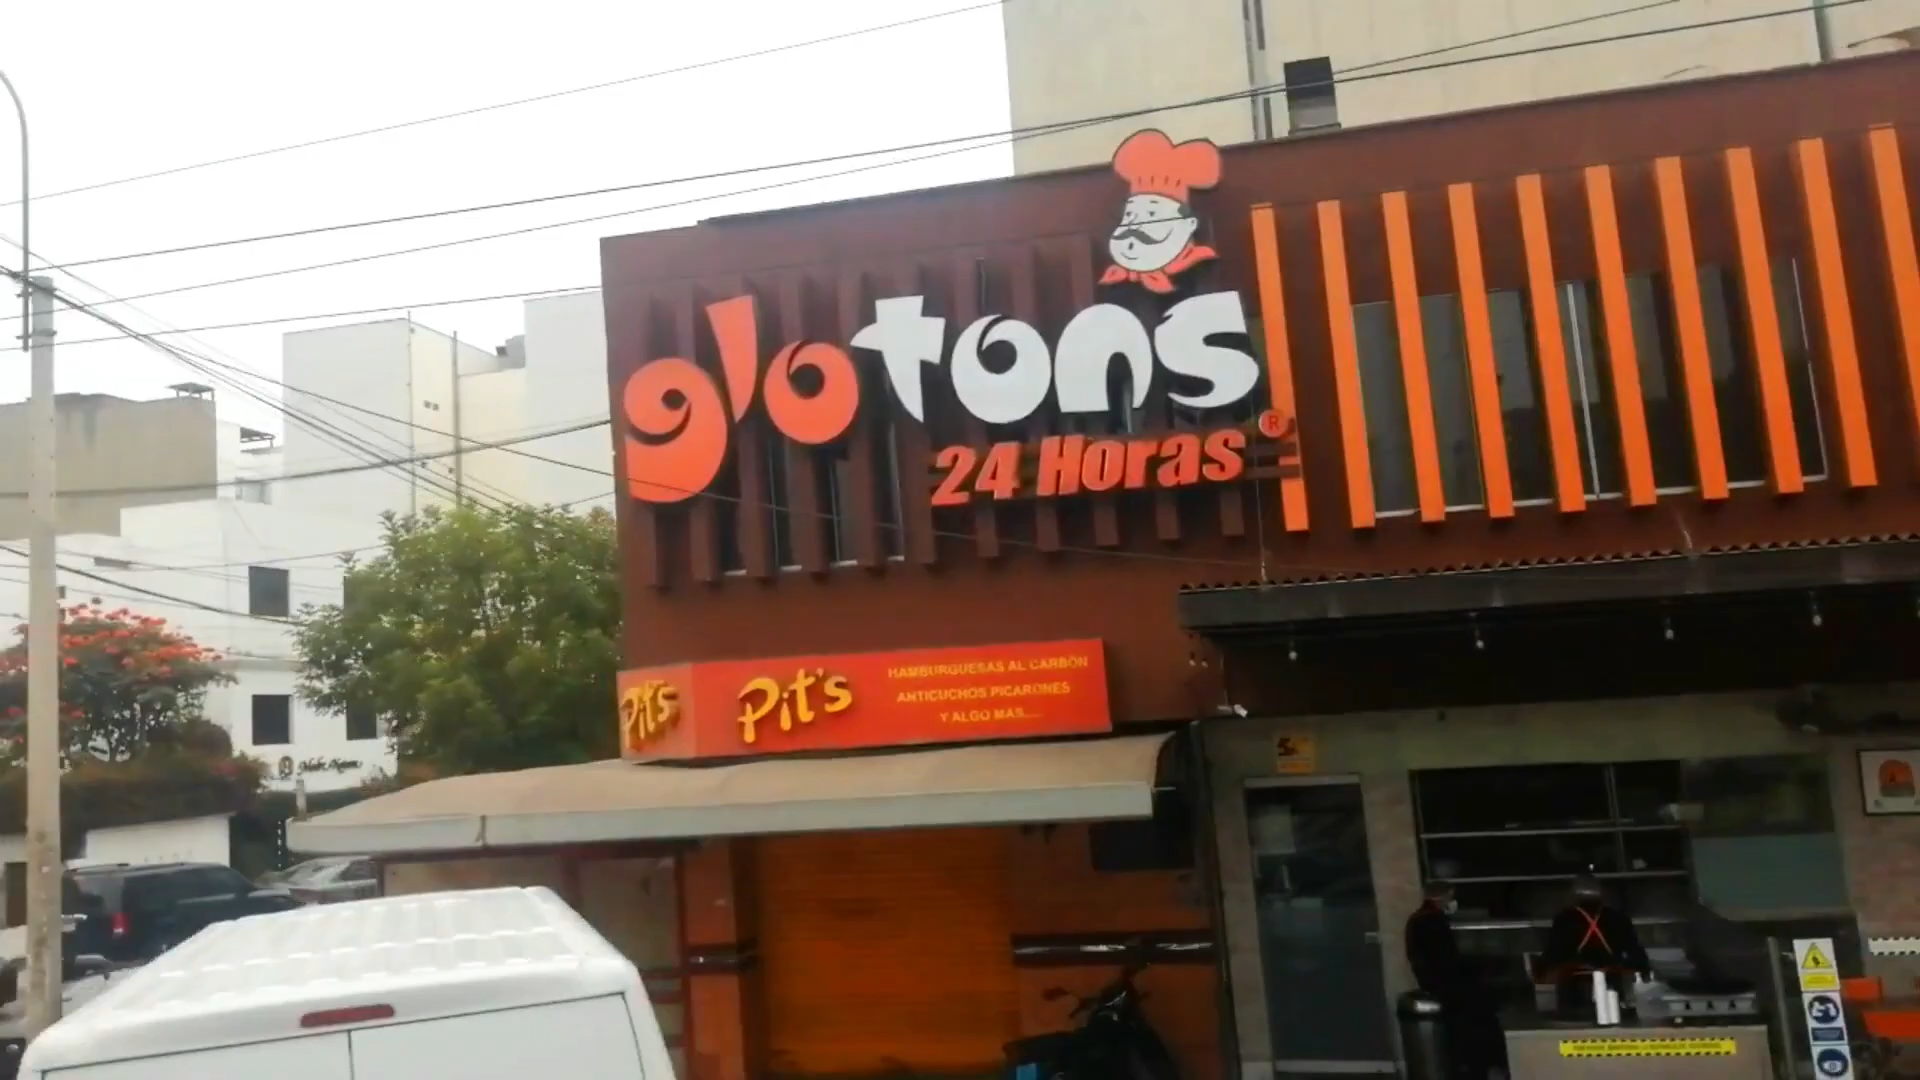 glotons
24 Horas
®
Pit's
Pit's
HAMBURGUESAS AL CARBÓN
ANTICUCHOS PICARONES
Y ALGO MAS.....